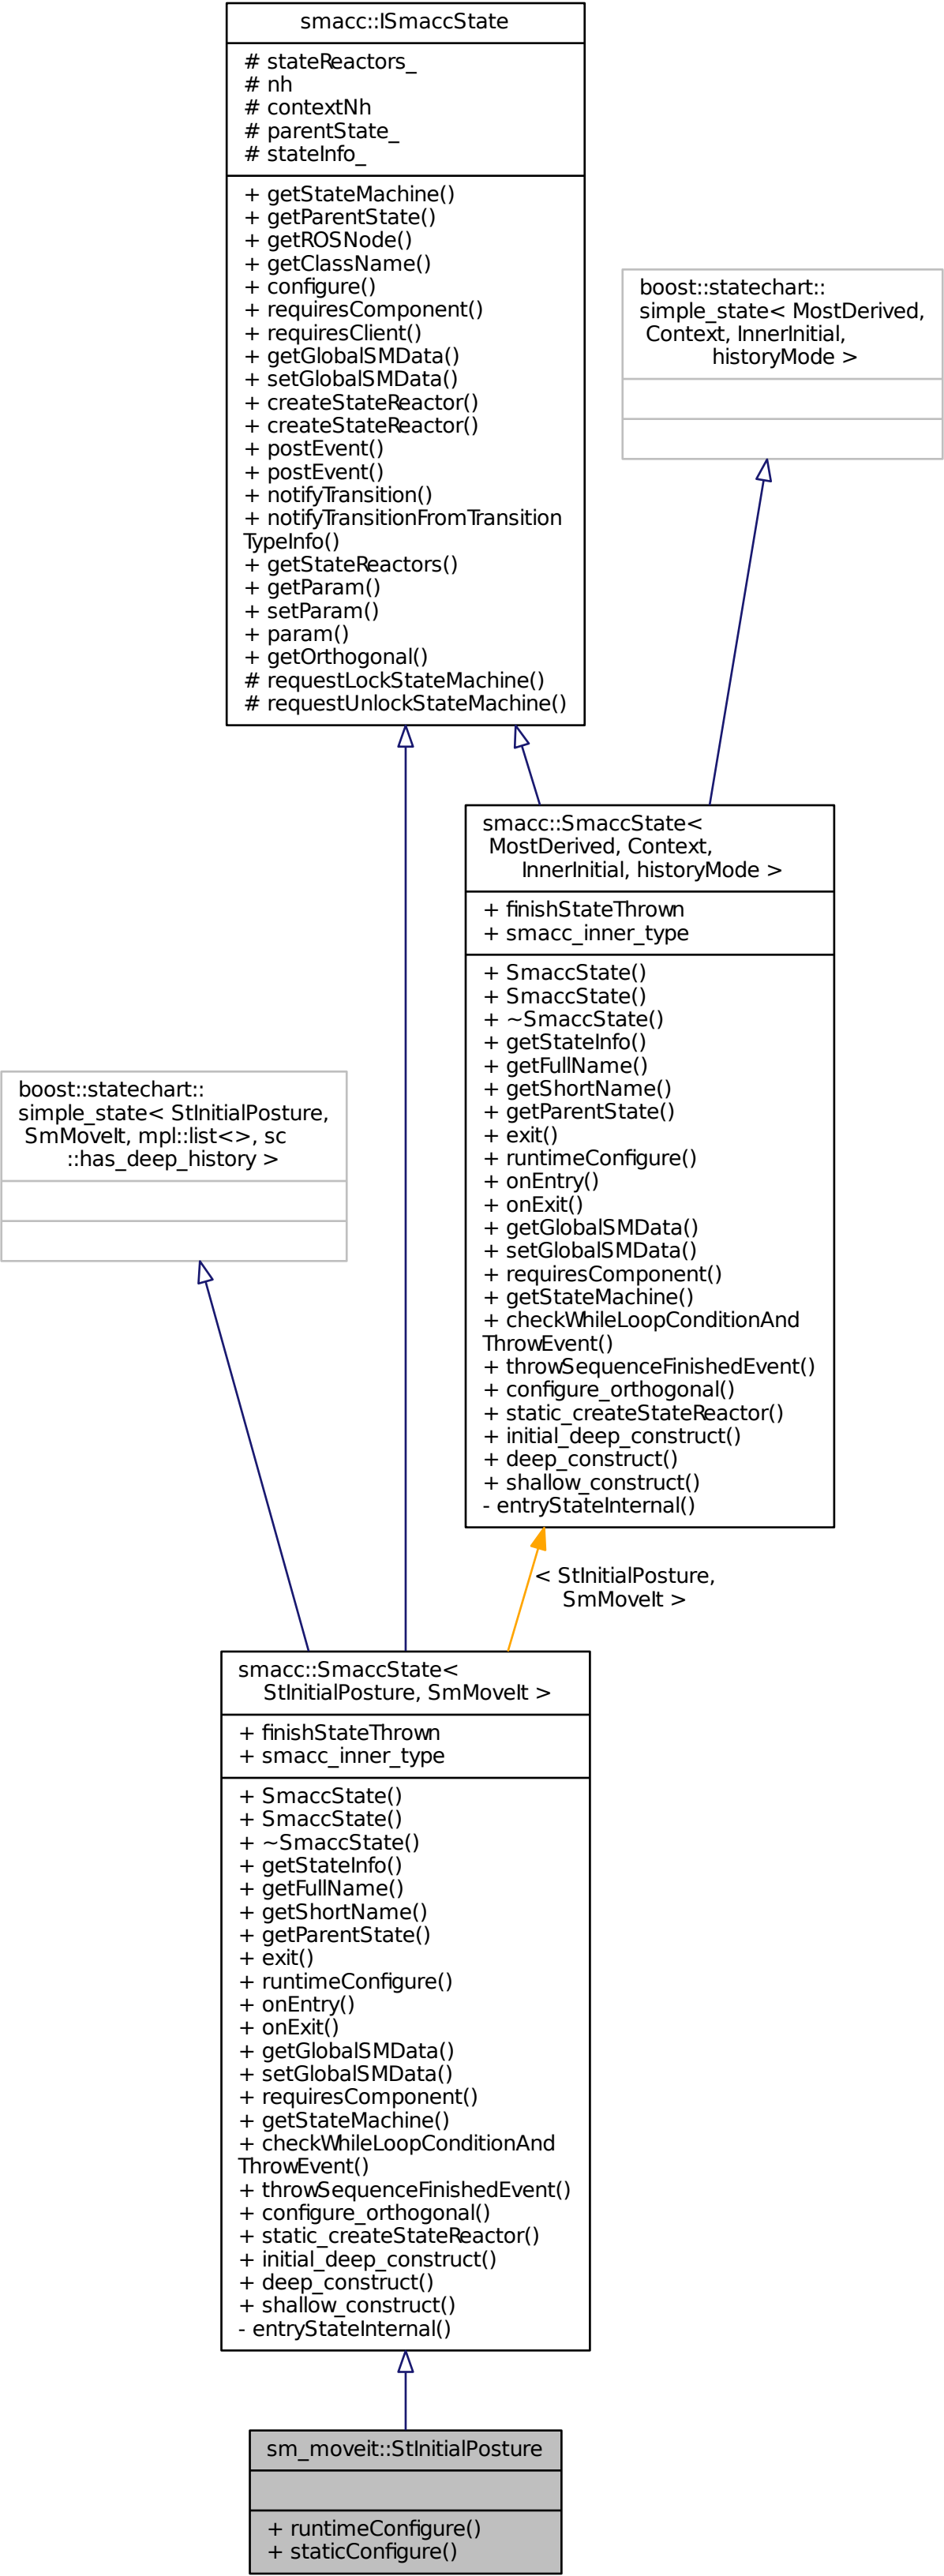 smacc::ISmaccState
# stateReactors_
# nh
# contextNh
# parentState_
# stateInfo_
+ getStateMachine()
+ getParentState()
+ getROSNode()
+ getClassName()
+ configure()
+ requiresComponent()
+ requiresClient()
+ getGlobalSMData()
+ setGlobalSMData()
+ createStateReactor()
+ createStateReactor()
+ postEvent()
+ postEvent()
+ notifyTransition()
+ notifyTransitionFromTransition
TypeInfo()
+ getStateReactors()
+ getParam()
+ setParam()
+ param()
+ getOrthogonal()
# requestLockStateMachine()
# requestUnlockStateMachine()
boost::statechart::
simple_state< MostDerived,
Context, InnerInitial,
historyMode >
smacc::SmaccState<
MostDerived, Context,
InnerInitial, historyMode >
+ finishStateThrown
+ smacc_inner_type
+ SmaccState()
+ SmaccState()
+ ~SmaccState()
+ getStateInfo()
+ getFullName()
+ getShortName()
+ getParentState()
+ exit()
+ runtimeConfigure()
+ onEntry()
+ onExit()
+ getGlobalSMData()
+ setGlobalSMData()
+ requiresComponent()
+ getStateMachine()
+ checkWhileLoopConditionAnd
ThrowEvent()
+ throwSequenceFinishedEvent()
+ configure_orthogonal()
+ static_createStateReactor()
+ initial_deep_construct()
+ deep_construct()
+ shallow_construct()
- entryStateInternal()
boost::statechart::
simple_state< StInitialPosture,
SmMoveIt, mpl::list<>, sc
::has_deep_history >
< StInitialPosture,
SmMoveIt >
smacc::SmaccState<
StInitialPosture, SmMoveIt >
+ finishStateThrown
+ smacc_inner_type
+ SmaccState()
+ SmaccState()
+ ~SmaccState()
+ getStateInfo()
+ getFullName()
+ getShortName()
+ getParentState()
+ exit()
+ runtimeConfigure()
+ onEntry()
+ onExit()
+ getGlobalSMData()
+ setGlobalSMData()
+ requiresComponent()
+ getStateMachine()
+ checkWhileLoopConditionAnd
ThrowEvent()
+ throwSequenceFinishedEvent()
+ configure_orthogonal()
+ static_createStateReactor()
+ initial_deep_construct()
+ deep_construct()
+ shallow_construct()
- entryStateInternal()
sm_moveit::StInitialPosture
+ runtimeConfigure()
+ staticConfigure()